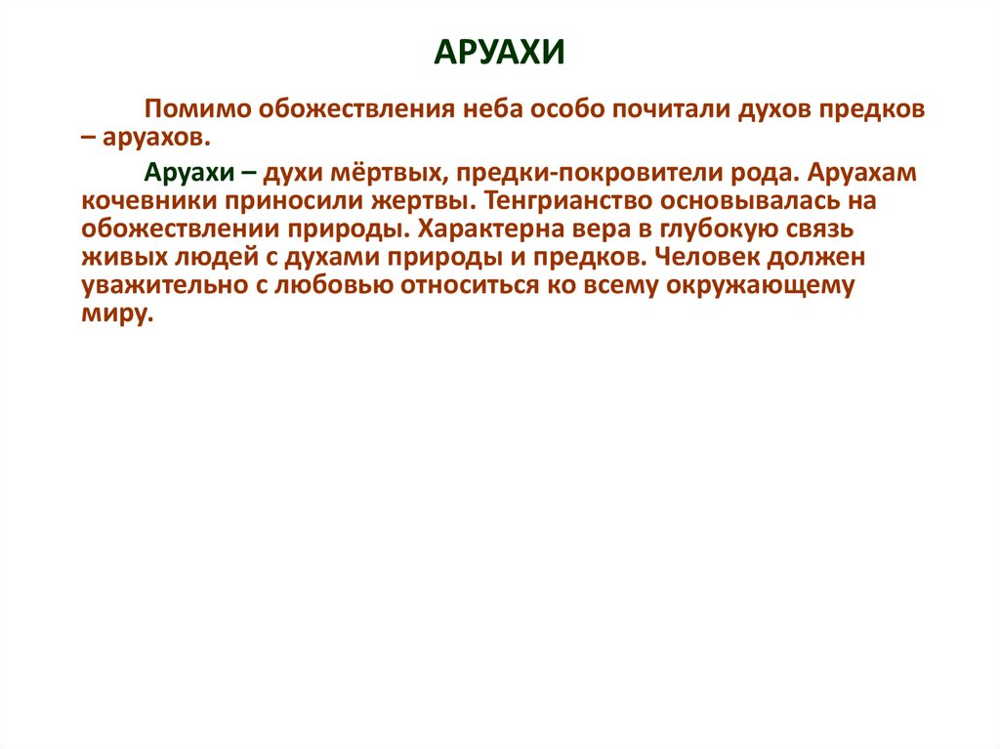 АРУАХИ
Помимо обожествления неба особо почитали духов предков
– аруахов.
Аруахи – духи мёртвых, предки-покровители рода. Аруахам
кочевники приносили жертвы. Тенгрианство основывалась на
обожествлении природы. Характерна вера в глубокую связь
живых людей с духами природы и предков. Человек должен
уважительно с любовью относиться ко всему окружающему
миру.